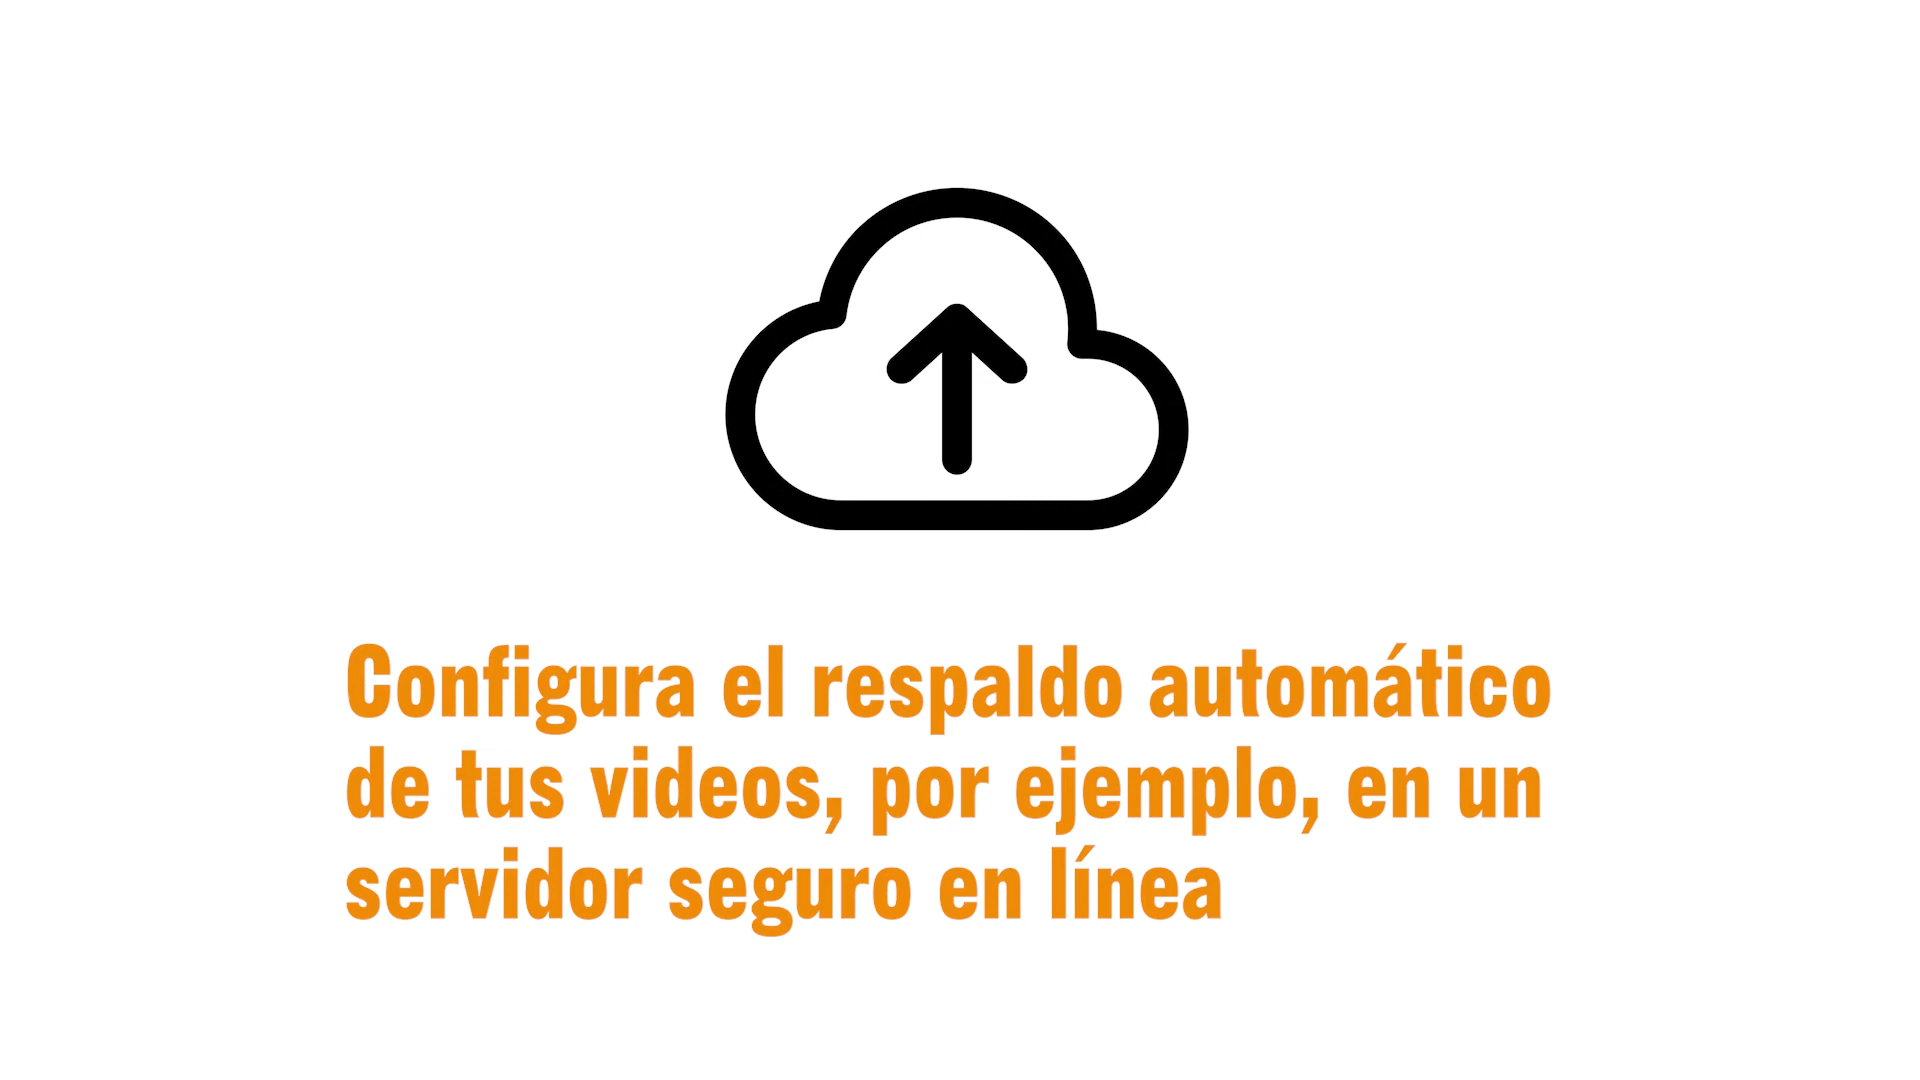 Configura el respaldo automático
de tus videos, por ejemplo, en un
servidor seguro en línea